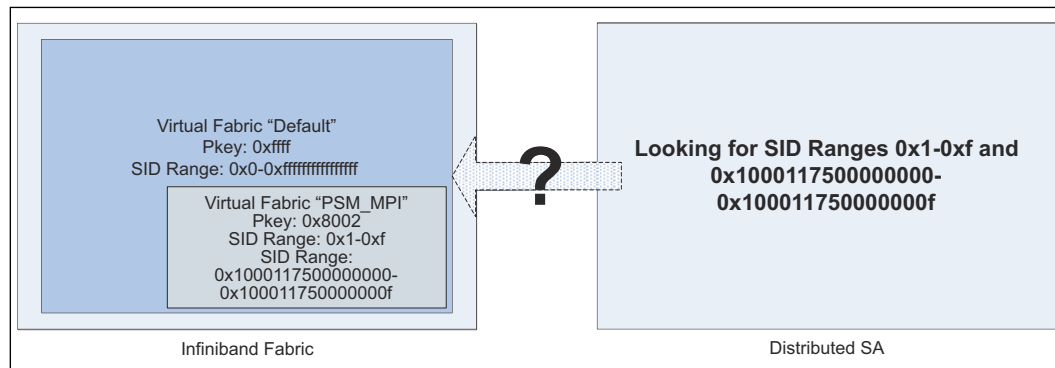 Virtual Fabric “Default”
Pkey: 0xffff
SID Range: 0x0-0xffffffffffffffff
Virtual Fabric “PSM_MPI”
Pkey: 0x8002
SID Range: 0x1-0xf
SID Range:
0x1000117500000000-
0x100011750000000f
Infiniband Fabric
?
Looking for SID Ranges 0x1-0xf and
0x1000117500000000-
0x100011750000000f
Distributed SA